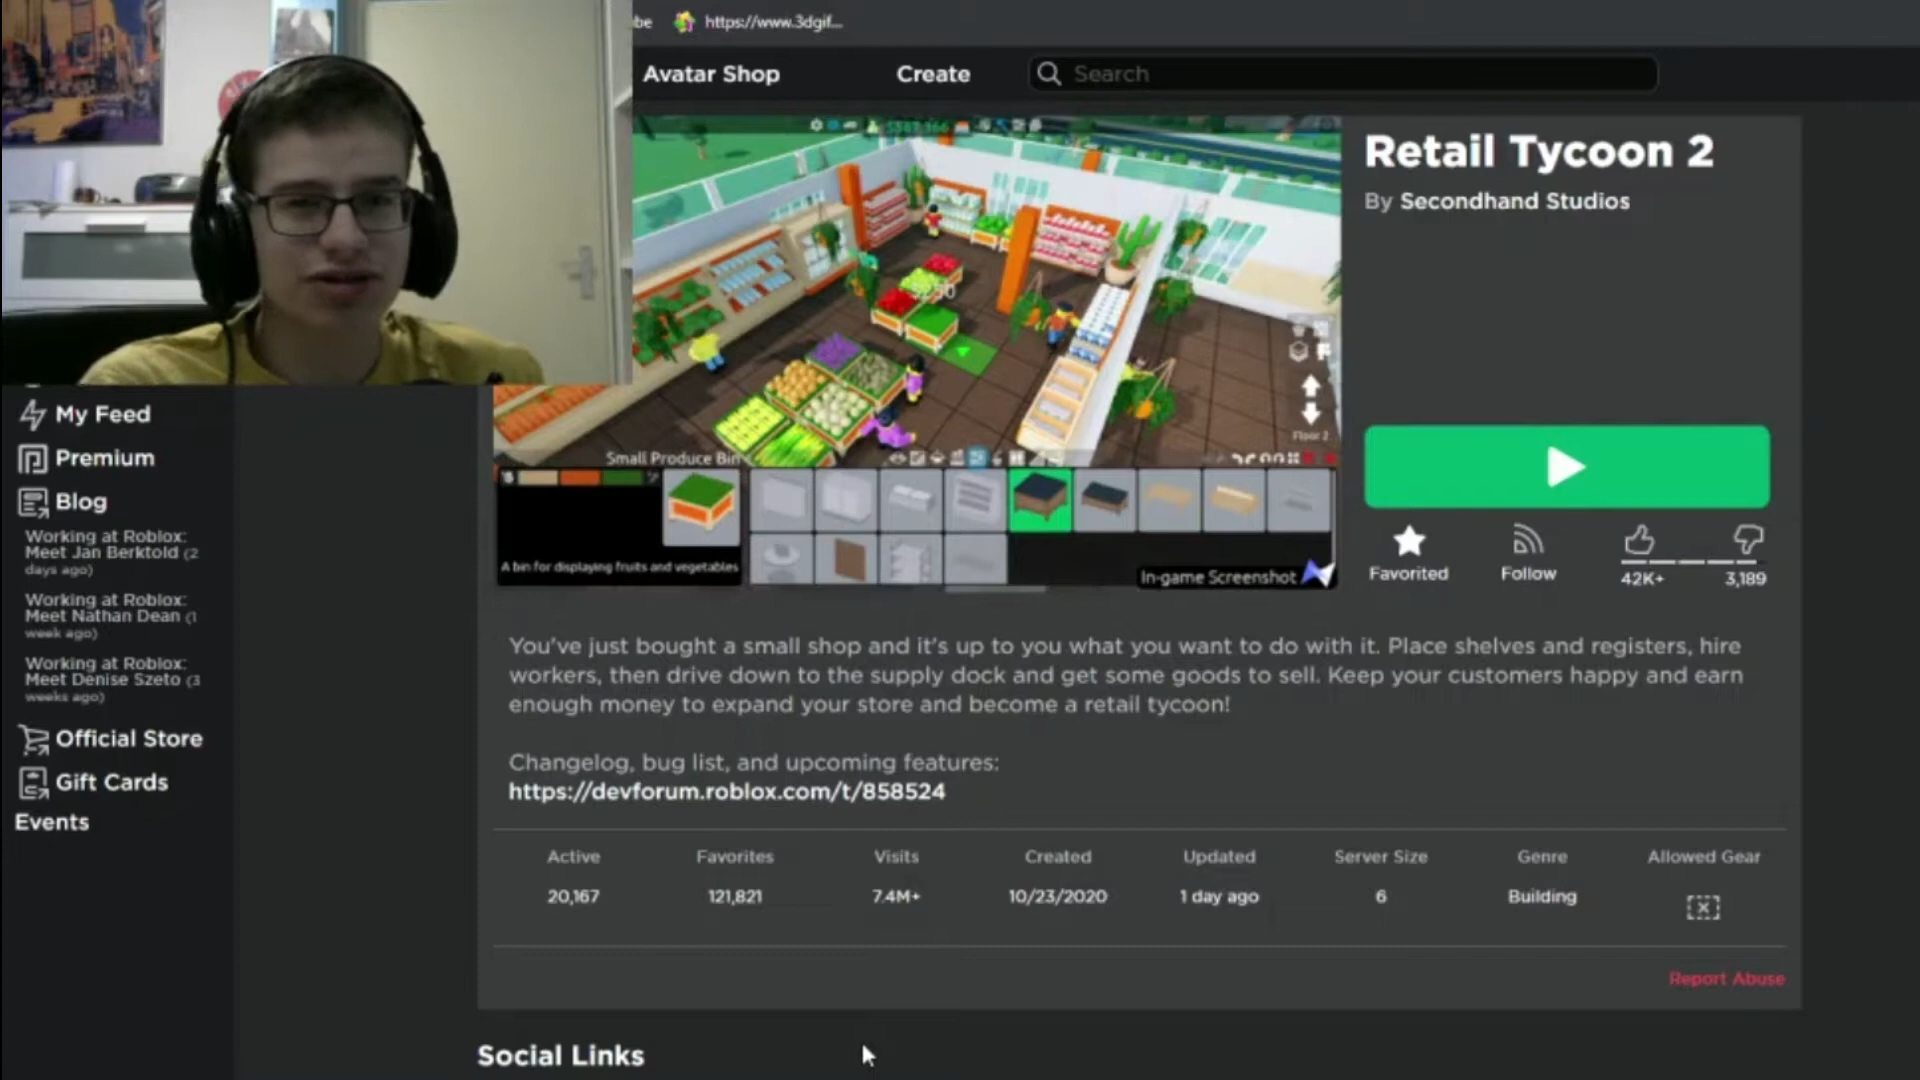 be https://www.3dgif...
Avatar Shop Create Search
Retail Tycoon 2
By Secondhand Studios
Floor 2
Small Produce Bin
A bin for displaying fruits and vegetables
In-game Screenshot
Favorited Follow 42K+ 3,189
My Feed
Premium
Blog
Working at Roblox:
Meet Jan Berktold (2
days ago)
Working at Roblox:
Meet Nathan Dean (1
week ago)
Working at Roblox:
Meet Denise Szeto (3
weeks ago)
Official Store
Gift Cards
Events
You've just bought a small shop and it's up to you what you want to do with it. Place shelves and registers, hire
workers, then drive down to the supply dock and get some goods to sell. Keep your customers happy and earn
enough money to expand your store and become a retail tycoon!
Changelog, bug list, and upcoming features:
https://devforum.roblox.com/t/858524
Active Favorites Visits Created Updated Server Size Genre Allowed Gear
20,167 121,821 7.4M+ 10/23/2020 1 day ago 6 Building
Report Abuse
Social Links